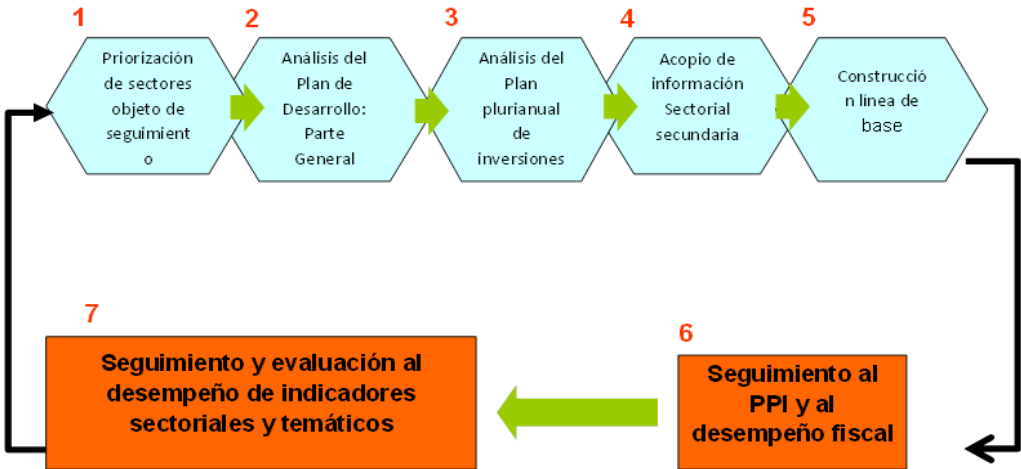 1
Priorización
de sectores
objeto de
seguimient
o
2
Análisis del
Plan de
Desarrollo:
Parte
General
3
Análisis del
Plan
plurianual
de
inversiones
4
Acopio de
información
Sectorial
secundaria
5
Construcció
n línea de
base
6
Seguimiento al
PPI y al
desempeño fiscal
7
Seguimiento y evaluación al
desempeño de indicadores
sectoriales y temáticos